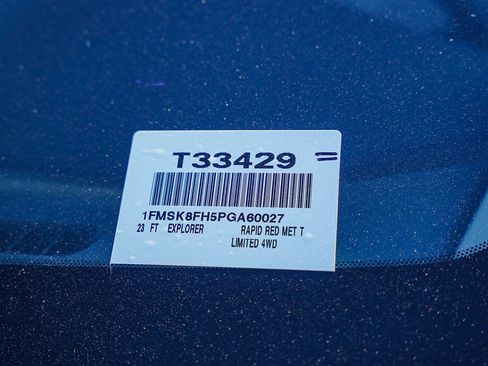 T33429 =
1FMSK8FH5PGA60027
23 FT EXPLORER RAPID RED MET T
LIMITED 4WD